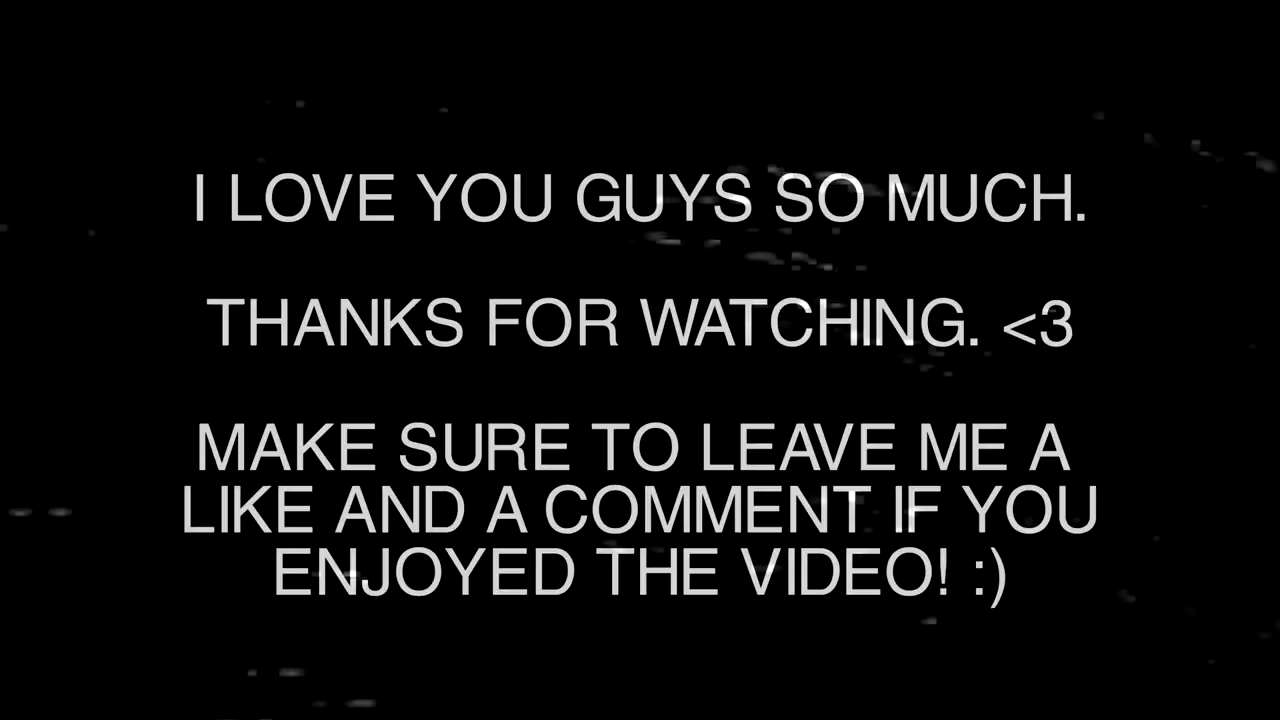 I LOVE YOU GUYS SO MUCH.
THANKS FOR WATCHING. <3
MAKE SURE TO LEAVE ME A
LIKE AND A COMMENT IF YOU
ENJOYED THE VIDEO! :)